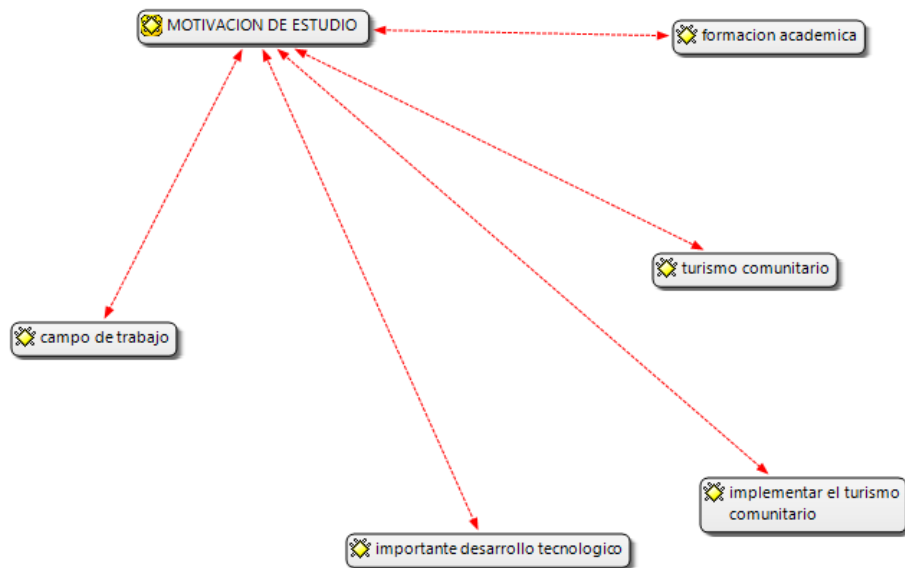 MOTIVACION DE ESTUDIO
formacion academica
turismo comunitario
campo de trabajo
implementar el turismo
comunitario
importante desarrollo tecnologico